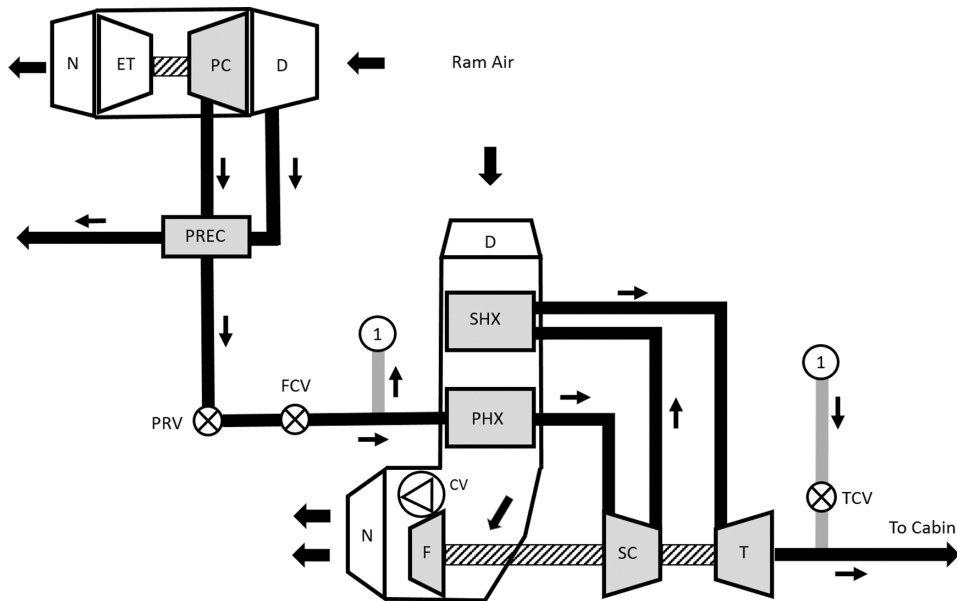 N ET PC D
Ram Air
PREC
D
SHX
1
1
FCV
PRV
PHX
CV
TCV
N
F
SC
T
To Cabin